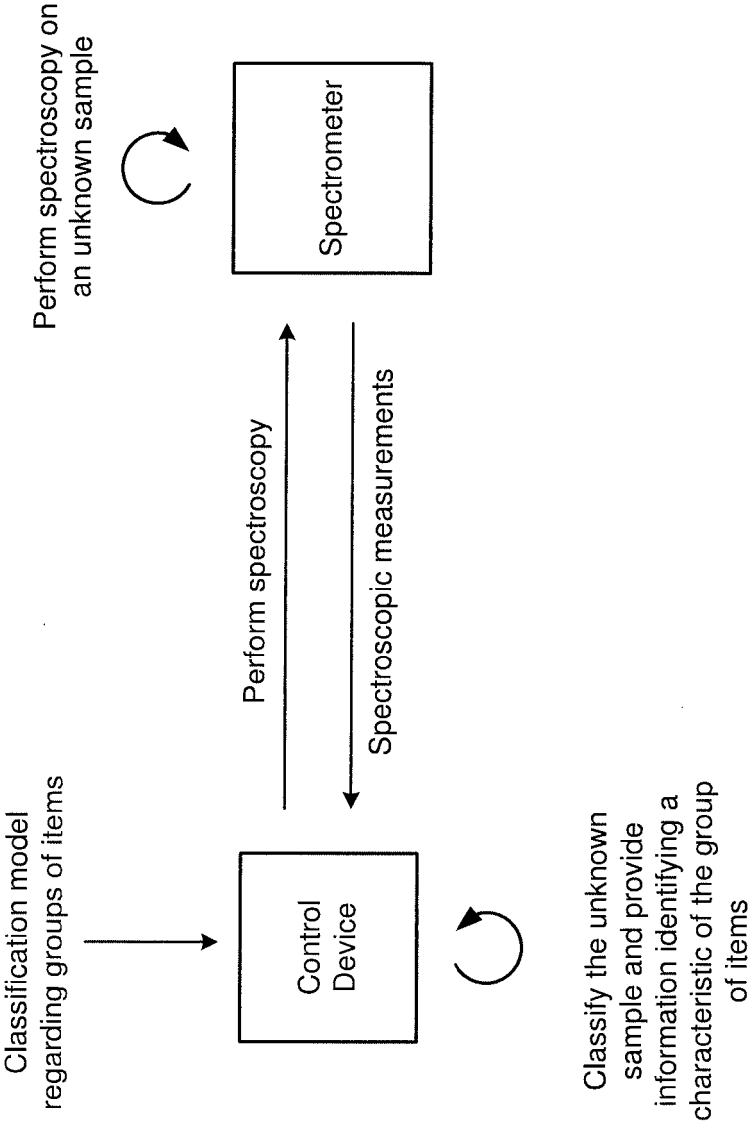 Classification model
regarding groups of items
Control
Device
Classify the unknown
sample and provide
information identifying a
characteristic of the group
of items
Perform spectroscopy
Spectroscopic measurements
Perform spectroscopy on
an unknown sample
Spectrometer